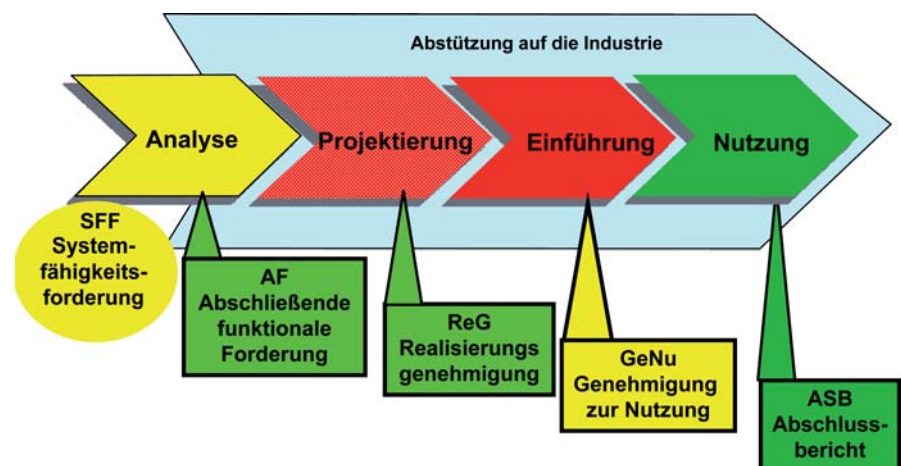 Abstützung auf die Industrie
Analyse
Projektierung
Einführung
Nutzung
SFF
System-
fähigkeits-
forderung
AF
Abschließende
funktionale
Forderung
ReG
Realisierungs
genehmigung
GeNu
Genehmigung
zur Nutzung
ASB
Abschluss-
bericht